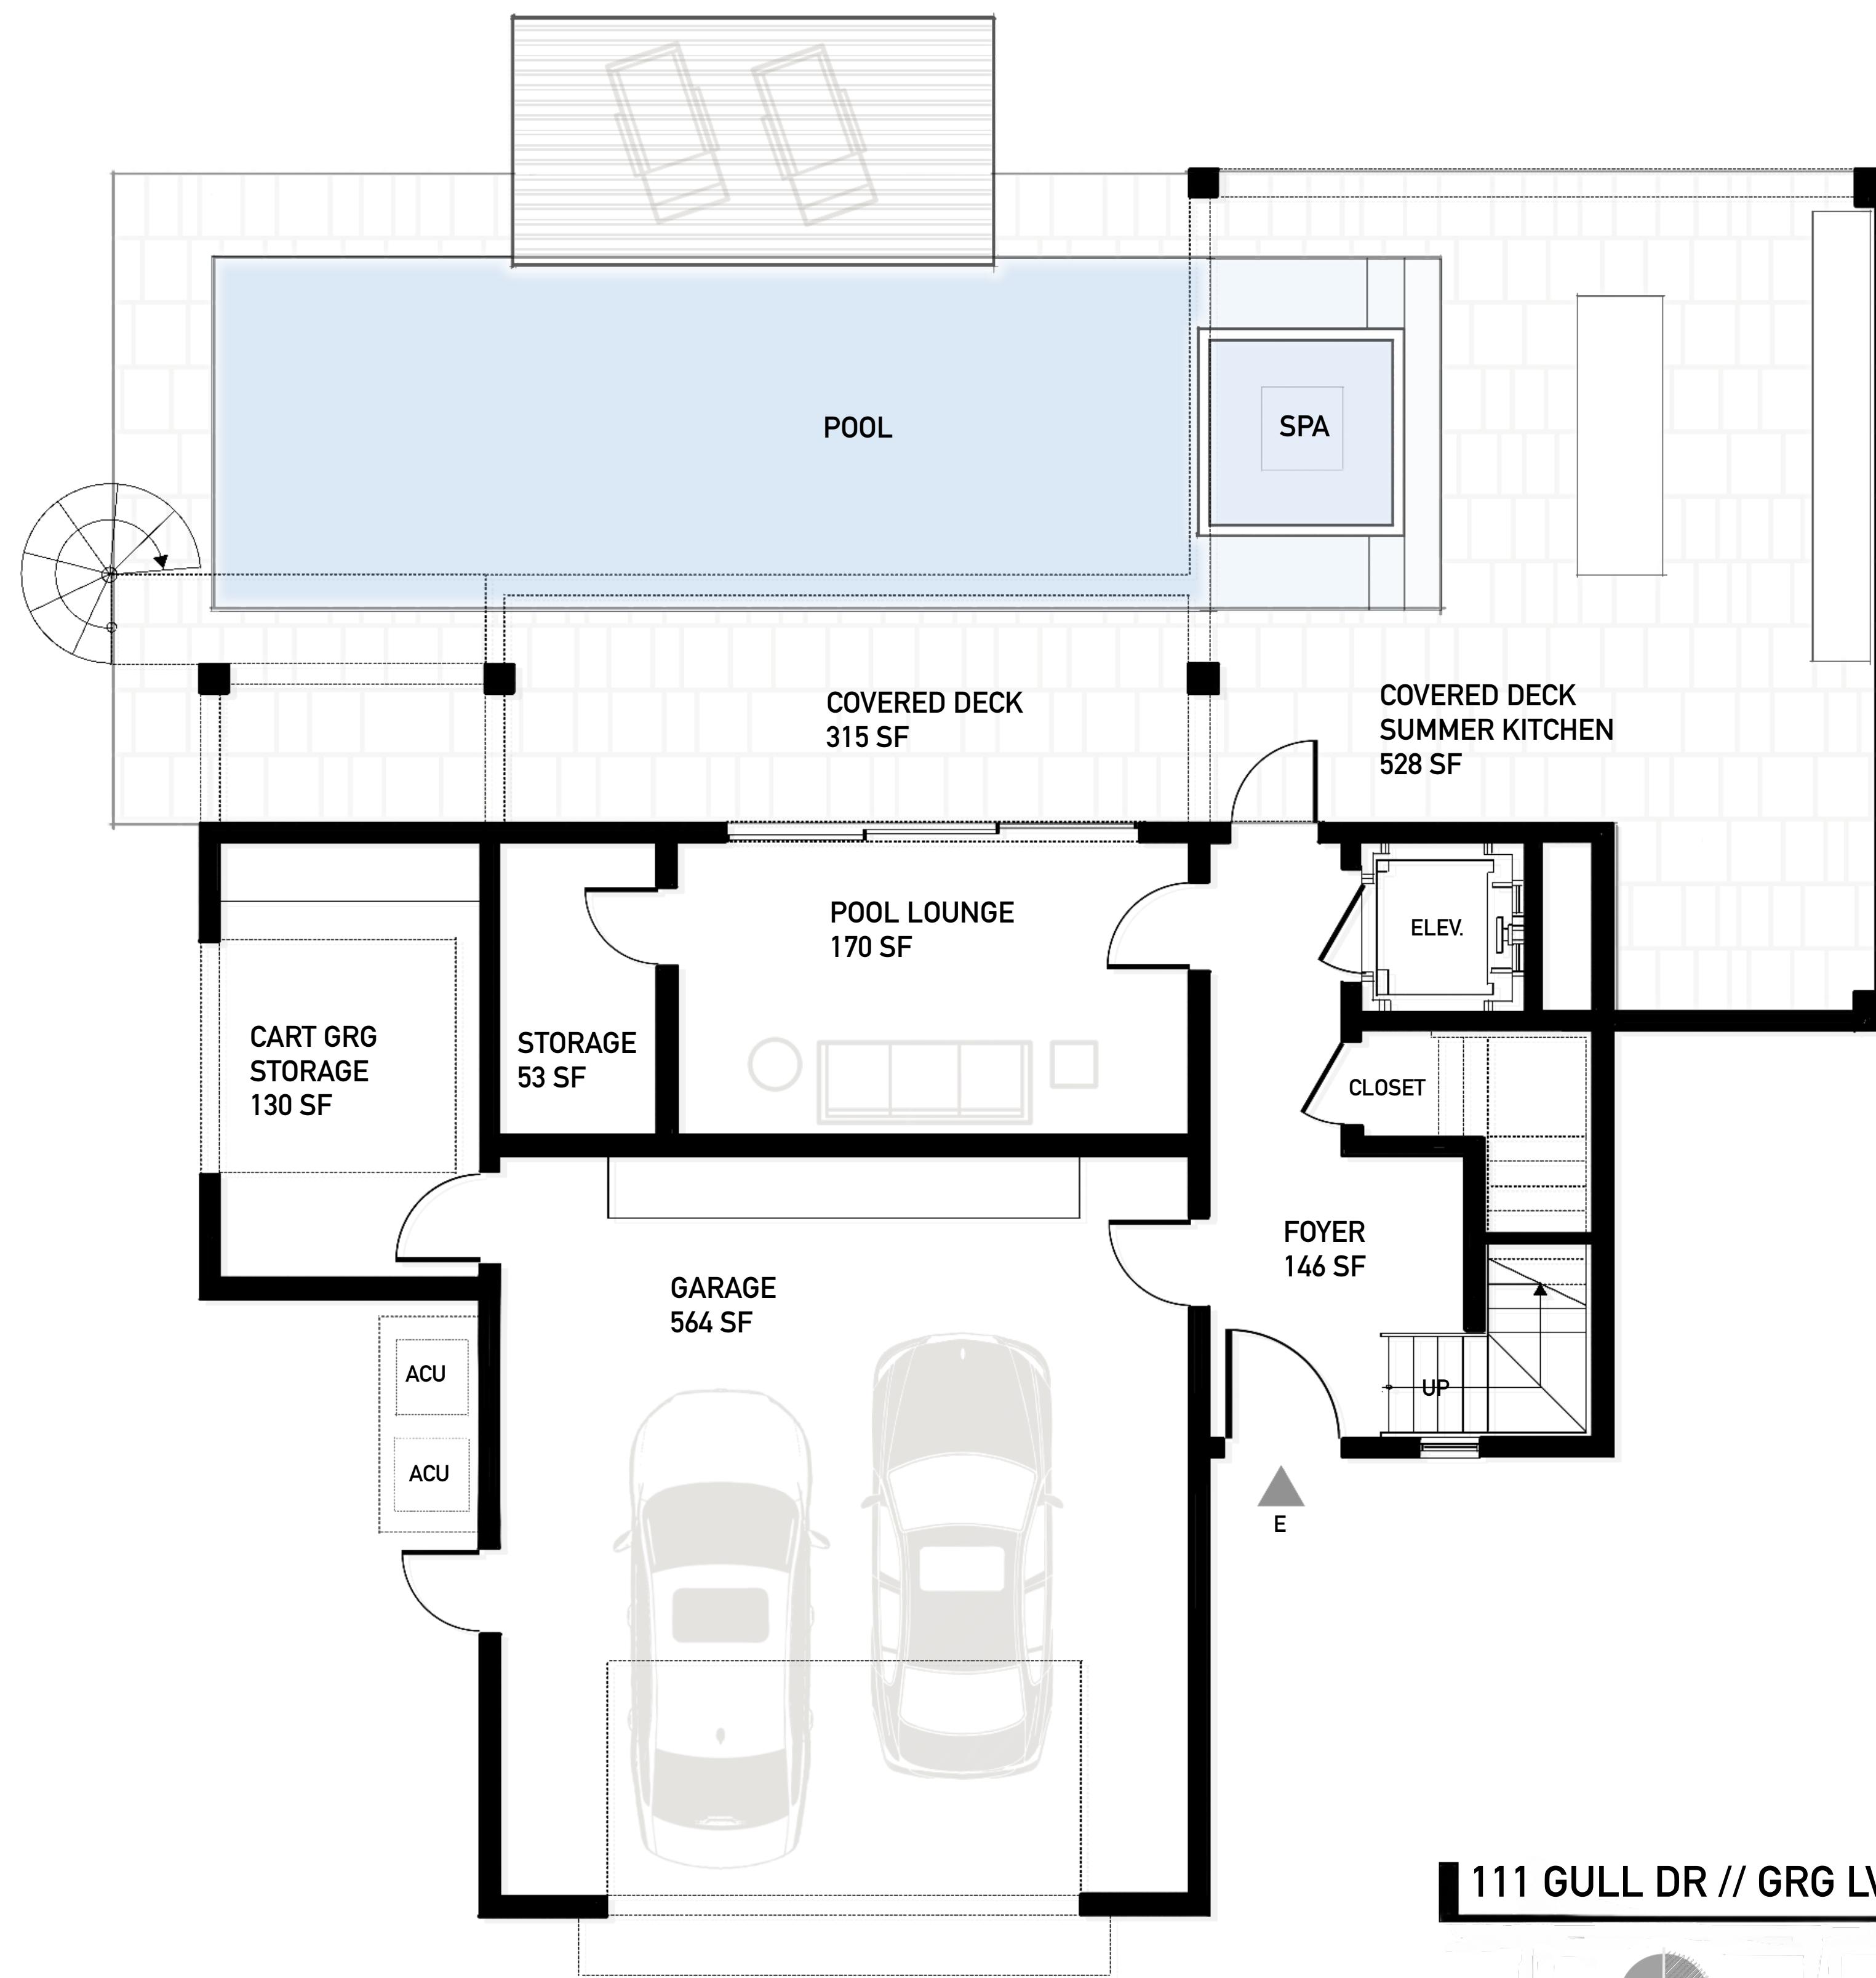 POOL
SPA
COVERED DECK
315 SF
COVERED DECK
SUMMER KITCHEN
528 SF
POOL LOUNGE
170 SF
ELEV.
CART GRG
STORAGE
130 SF
STORAGE
53 SF
CLOSET
FOYER
146 SF
GARAGE
564 SF
ACU
UP
ACU
E
111 GULL DR // GRG